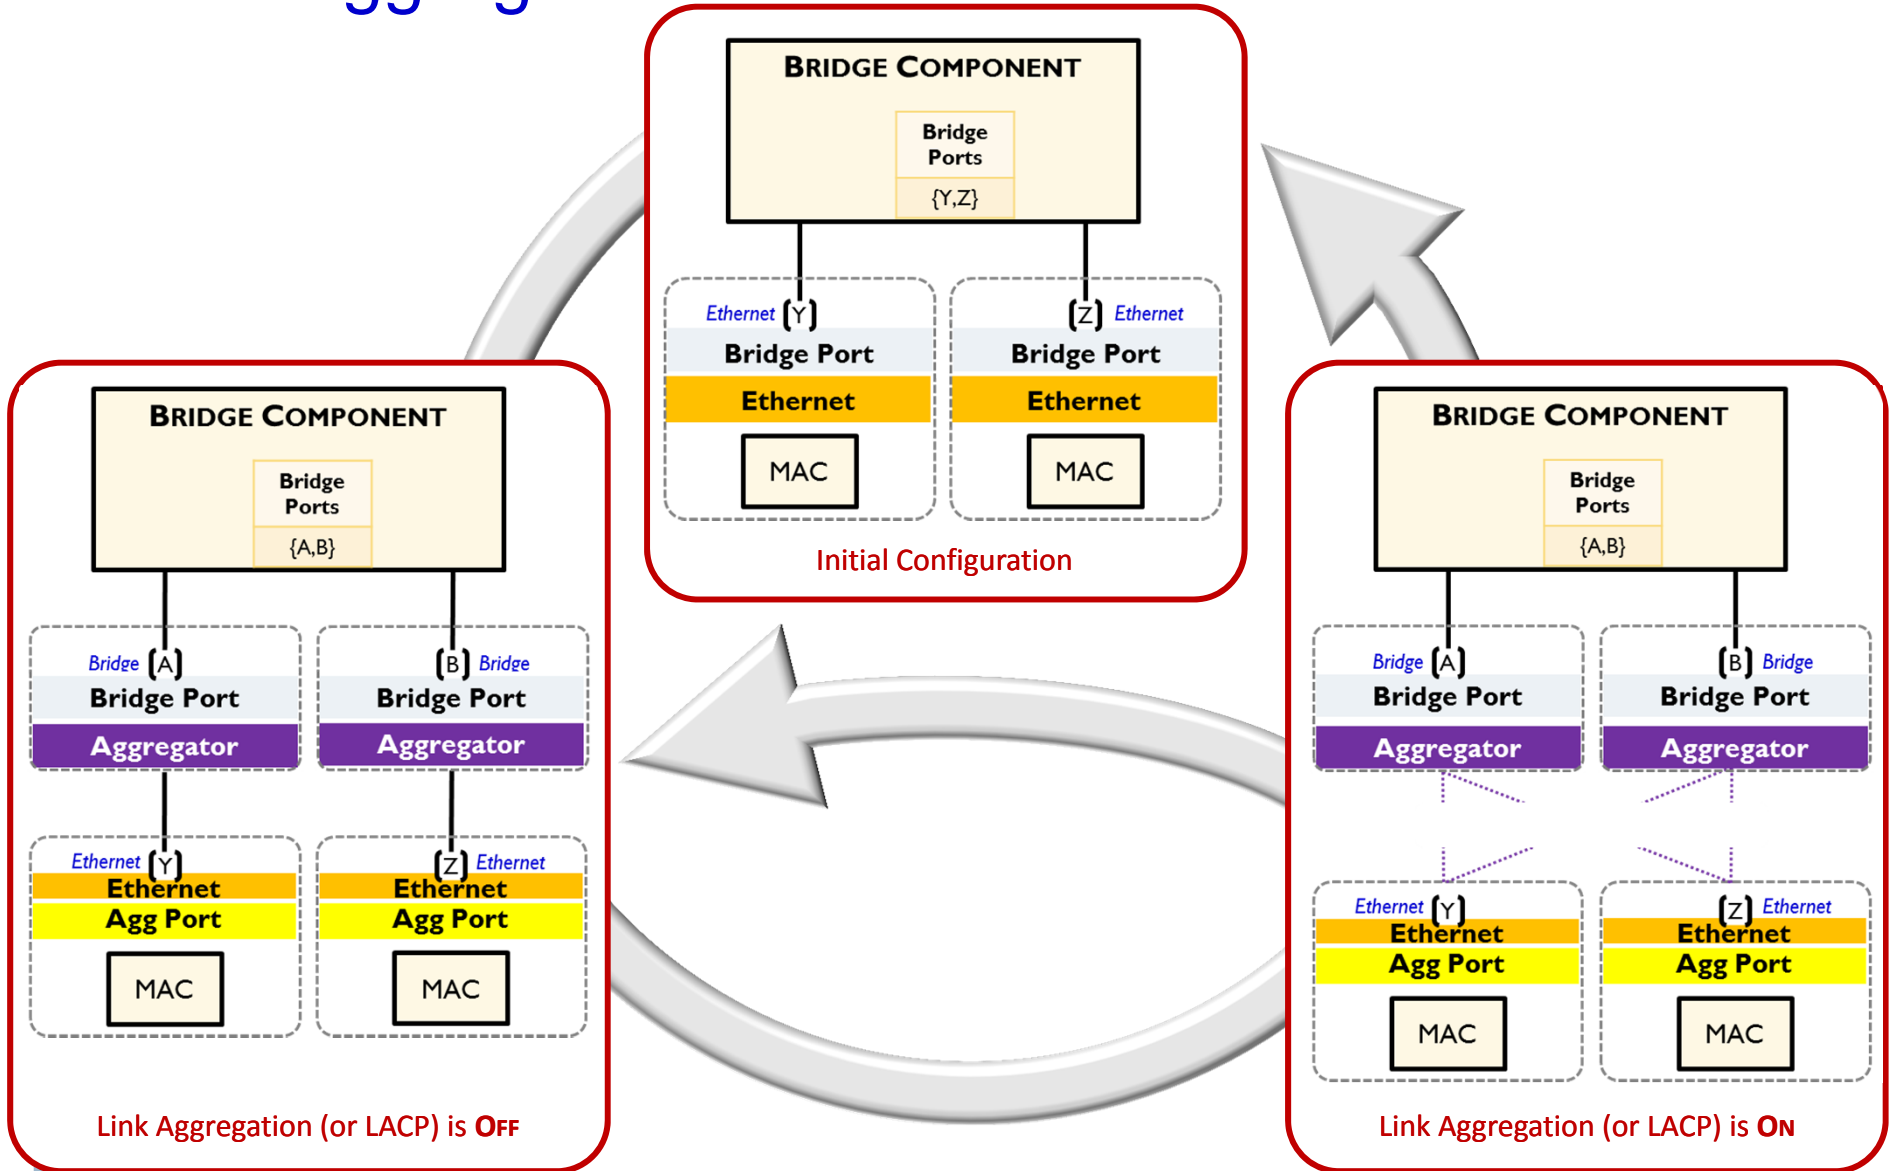 BRIDGE COMPONENT
Bridge
Ports
{Y,Z}
Ethernet [Y]
[Z] Ethernet
Bridge Port
Bridge Port
Ethernet
Ethernet
MAC
MAC
Initial Configuration
BRIDGE COMPONENT
Bridge
Ports
{A,B}
Bridge [A]
[B] Bridge
Bridge Port
Bridge Port
Aggregator
Aggregator
Ethernet [Y]
[Z] Ethernet
Ethernet
Ethernet
Agg Port
Agg Port
MAC
MAC
Link Aggregation (or LACP) is OFF
BRIDGE COMPONENT
Bridge
Ports
{A,B}
Bridge [A]
[B] Bridge
Bridge Port
Bridge Port
Aggregator
Aggregator
Ethernet [Y]
[Z] Ethernet
Ethernet
Ethernet
Agg Port
Agg Port
MAC
MAC
Link Aggregation (or LACP) is ON